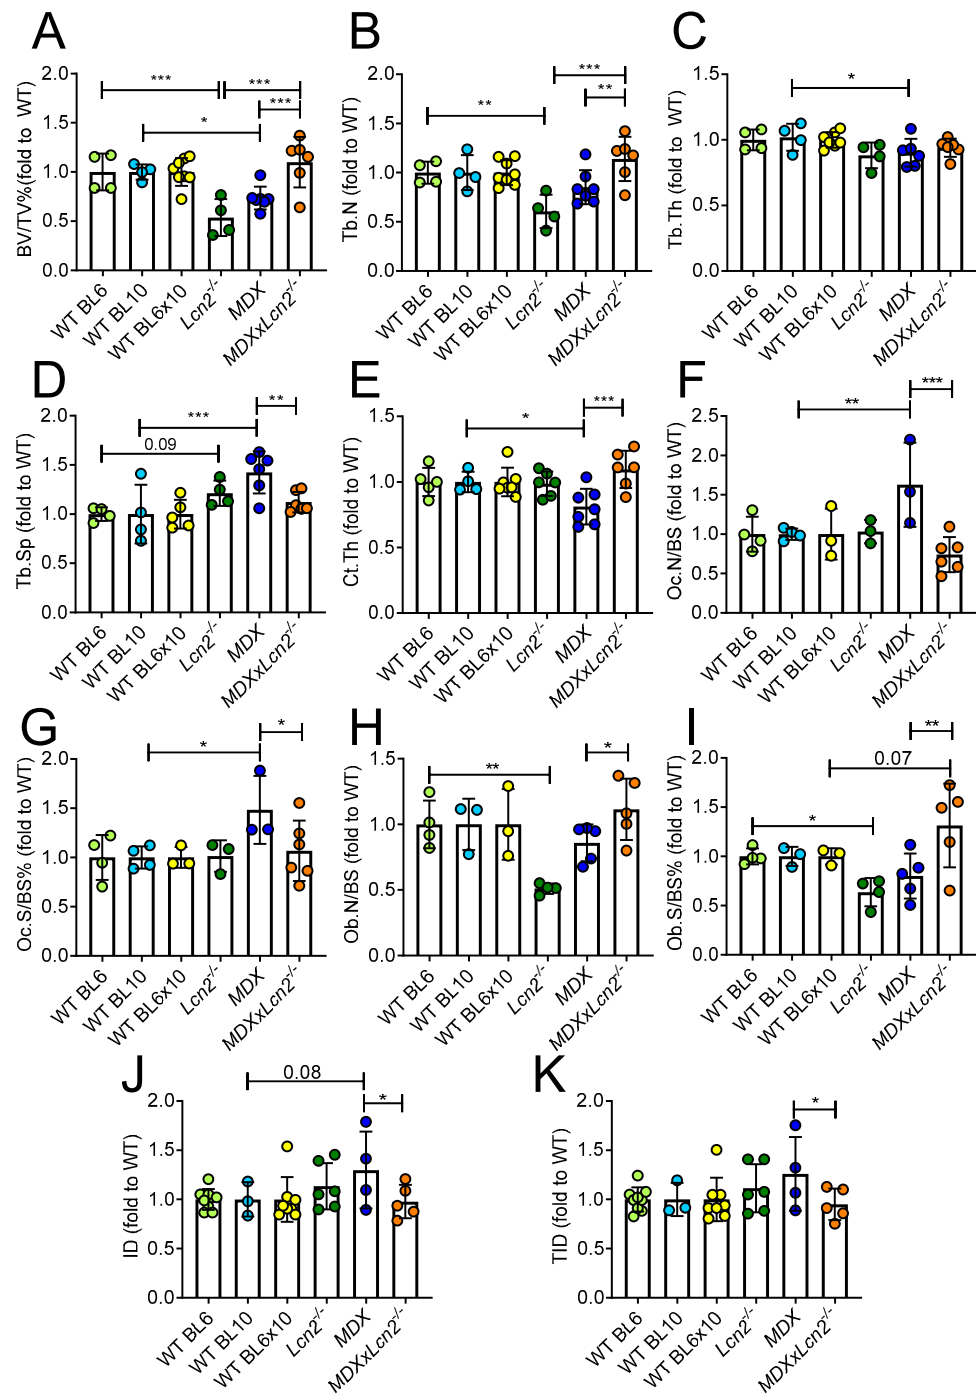 A
BV/TV%(fold to WT)
2.0
1.5
1.0
0.5
0.0
***
***
***
*
WT BL6
WT BL10
WT BL6x10
Lcn2-/-
MDX
MDXxLcn2-/-
B
Tb.N (fold to WT)
2.0
1.5
1.0
0.5
0.0
***
**
**
WT BL6
WT BL10
WT BL6x10
Lcn2-/-
MDX
MDXxLcn2-/-
C
Tb.Th (fold to WT)
1.5
1.0
0.5
0.0
*
WT BL6
WT BL10
WT BL6x10
Lcn2-/-
MDX
MDXxLcn2-/-
D
Tb.Sp (fold to WT)
2.0
1.5
1.0
0.5
0.0
**
***
0.09
WT BL6
WT BL10
WT BL6x10
Lcn2-/-
MDX
MDXxLcn2-/-
E
Ct.Th (fold to WT)
1.5
1.0
0.5
0.0
***
*
WT BL6
WT BL10
WT BL6x10
Lcn2-/-
MDX
MDXxLcn2-/-
F
Oc.N/BS (fold to WT)
2.5
2.0
1.5
1.0
0.5
0.0
***
**
WT BL6
WT BL10
WT BL6x10
Lcn2-/-
MDX
MDXxLcn2-/-
G
Oc.S/BS% (fold to WT)
2.0
1.5
1.0
0.5
0.0
*
*
WT BL6
WT BL10
WT BL6x10
Lcn2-/-
MDX
MDXxLcn2-/-
H
Ob.N/BS (fold to WT)
1.5
1.0
0.5
0.0
*
**
WT BL6
WT BL10
WT BL6x10
Lcn2-/-
MDX
MDXxLcn2-/-
I
Ob.S/BS% (fold to WT)
2.0
1.5
1.0
0.5
0.0
**
0.07
*
WT BL6
WT BL10
WT BL6x10
Lcn2-/-
MDX
MDXxLcn2-/-
J
ID (fold to WT)
2.0
1.5
1.0
0.5
0.0
0.08
*
WT BL6
WT BL10
WT BL6x10
Lcn2-/-
MDX
MDXxLcn2-/-
K
TID (fold to WT)
2.0
1.5
1.0
0.5
0.0
*
WT BL6
WT BL10
WT BL6x10
Lcn2-/-
MDX
MDXxLcn2-/-